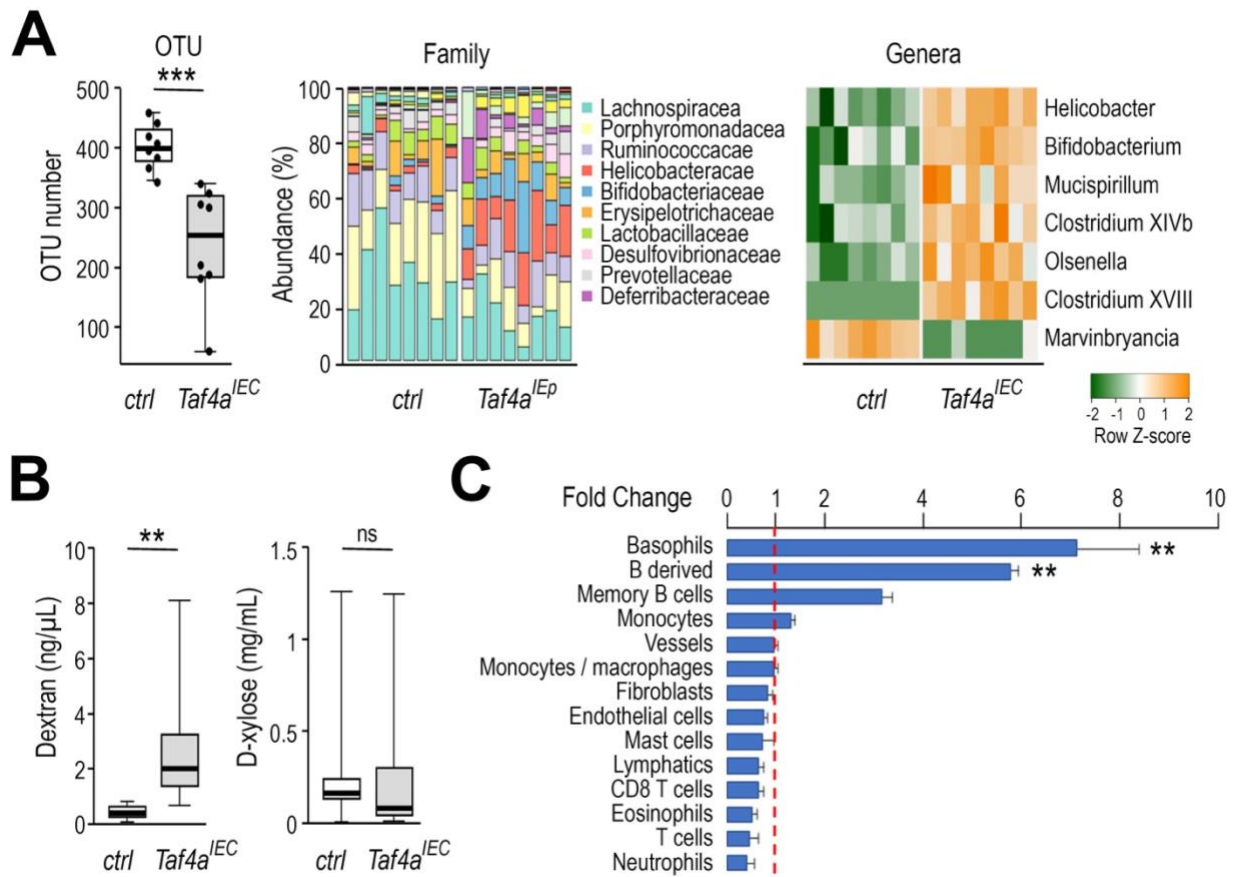 A
OTU
***
OTU number
500
400
300
200
100
ctrl Taf4a^IEC
Family
Abundance (%)
100
80
60
40
20
0
ctrl Taf4a^IEp
Lachnospiracea
Porphyromonadacea
Ruminococcacae
Helicobacteracae
Bifidobacteriaceae
Erysipelotrichaceae
Lactobacillaceae
Desulfovibrionaceae
Prevotellaceae
Deferribacteraceae
Genera
Helicobacter
Bifidobacterium
Mucispirillum
Clostridium XIVb
Olsenella
Clostridium XVIII
Marvinbryancia
ctrl Taf4a^IEC
-2 -1 0 1 2
Row Z-score
B
**
Dextran (ng/µL)
10
8
6
4
2
0
ctrl Taf4a^IEC
ns
D-xylose (mg/mL)
1.5
1
0.5
0
ctrl Taf4a^IEC
C
Fold Change 0 1 2 4 6 8 10
Basophils **
B derived **
Memory B cells
Monocytes
Vessels
Monocytes / macrophages
Fibroblasts
Endothelial cells
Mast cells
Lymphatics
CD8 T cells
Eosinophils
T cells
Neutrophils